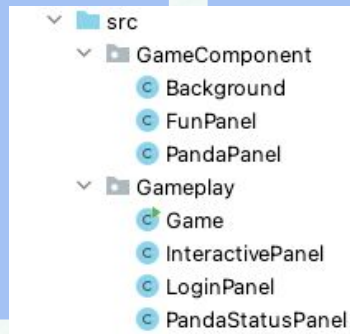 src
GameComponent
C Background
C FunPanel
C PandaPanel
Gameplay
C Game
C InteractivePanel
C LoginPanel
C PandaStatusPanel